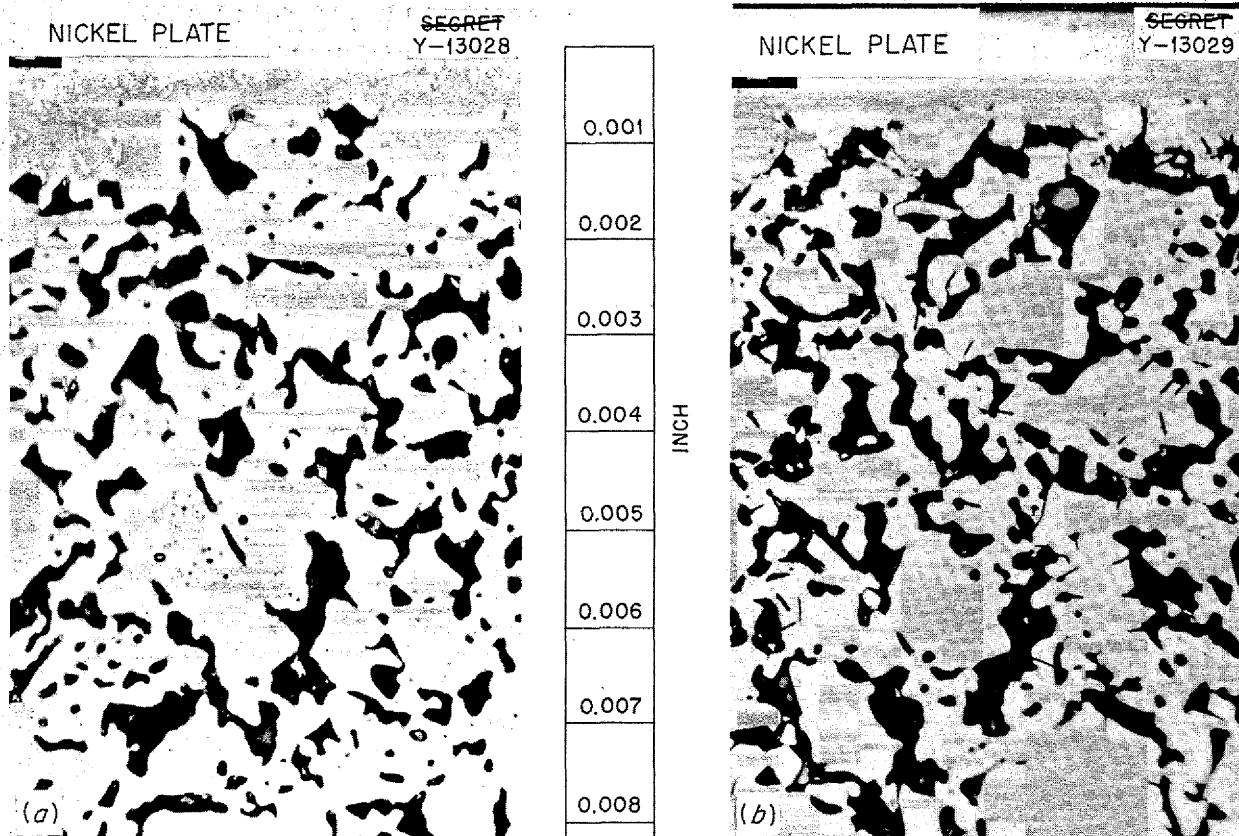 NICKEL PLATE
SECRET
Y-13028
0.001
0.002
0.003
0.004
0.005
0.006
0.007
0.008
INCH
NICKEL PLATE
SECRET
Y-13029
(a)
(b)